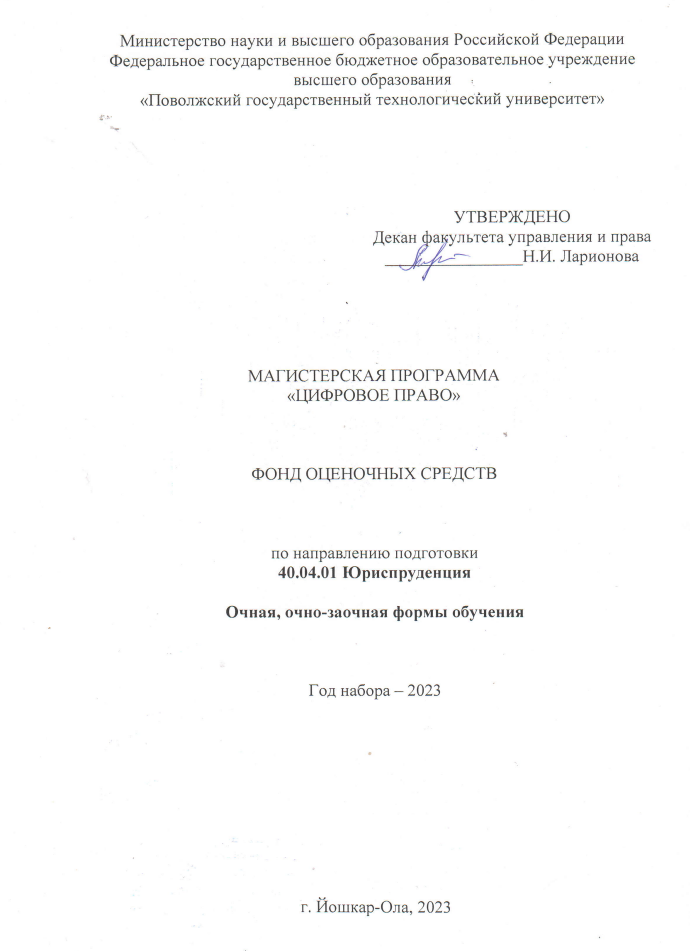 Министерство науки и высшего образования Российской Федерации
Федеральное государственное бюджетное образовательное учреждение
высшего образования
«Поволжский государственный технологический университет»
УТВЕРЖДЕНО
Декан факультета управления и права
Н.И. Ларионова
МАГИСТЕРСКАЯ ПРОГРАММА
«ЦИФРОВОЕ ПРАВО»
ФОНД ОЦЕНОЧНЫХ СРЕДСТВ
по направлению подготовки
40.04.01 Юриспруденция
Очная, очно-заочная формы обучения
Год набора – 2023
г. Йошкар-Ола, 2023